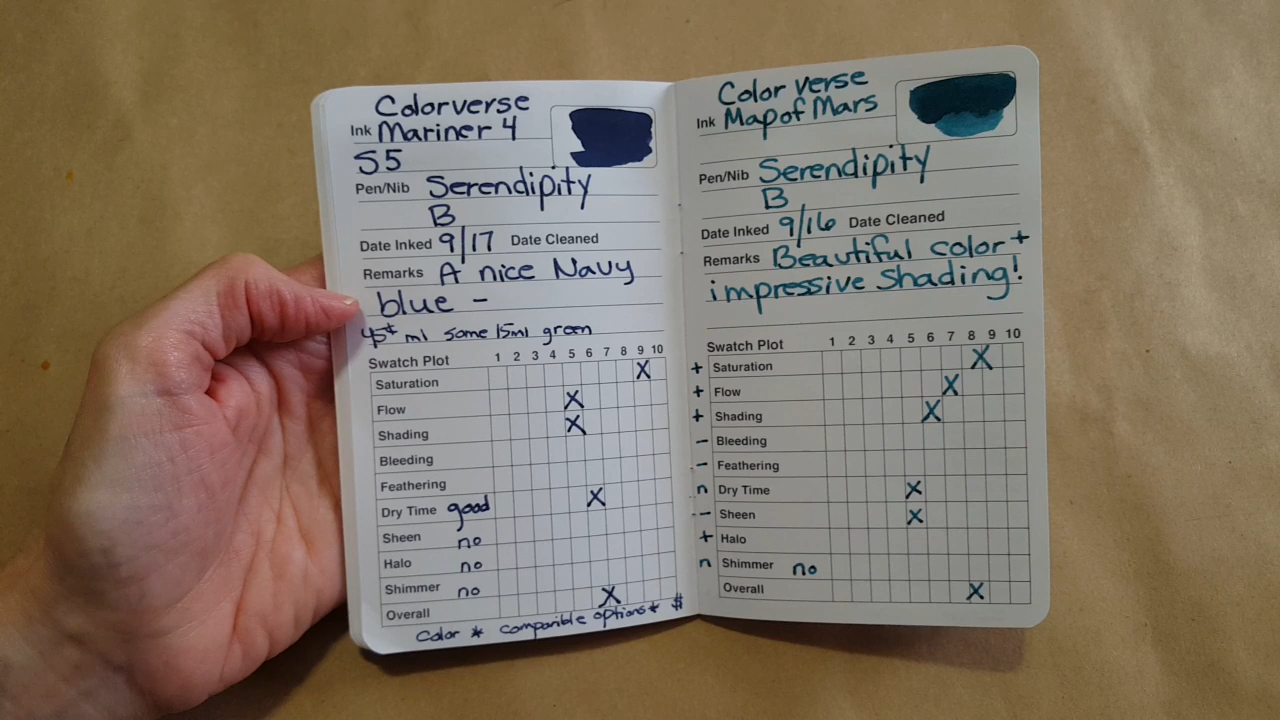 Colorverse
Ink Mariner 4
S5
Pen/Nib Serendipity
B
Date Inked 9/17 Date Cleaned
Remarks A nice Navy
blue -
45$ ml some 15ml green
Swatch Plot 1 2 3 4 5 6 7 8 9 10
Saturation X
Flow X
Shading X
Bleeding
Feathering
Dry Time good X
Sheen no
Halo no
Shimmer no
Overall X
Color * comparible options * $
Color verse
Ink Map of Mars
Pen/Nib Serendipity
B
Date Inked 9/16 Date Cleaned
Remarks Beautiful color +
impressive Shading!
Swatch Plot 1 2 3 4 5 6 7 8 9 10
+ Saturation X
+ Flow X
+ Shading X
- Bleeding
- Feathering
n Dry Time X
- Sheen X
+ Halo
n Shimmer no
Overall X